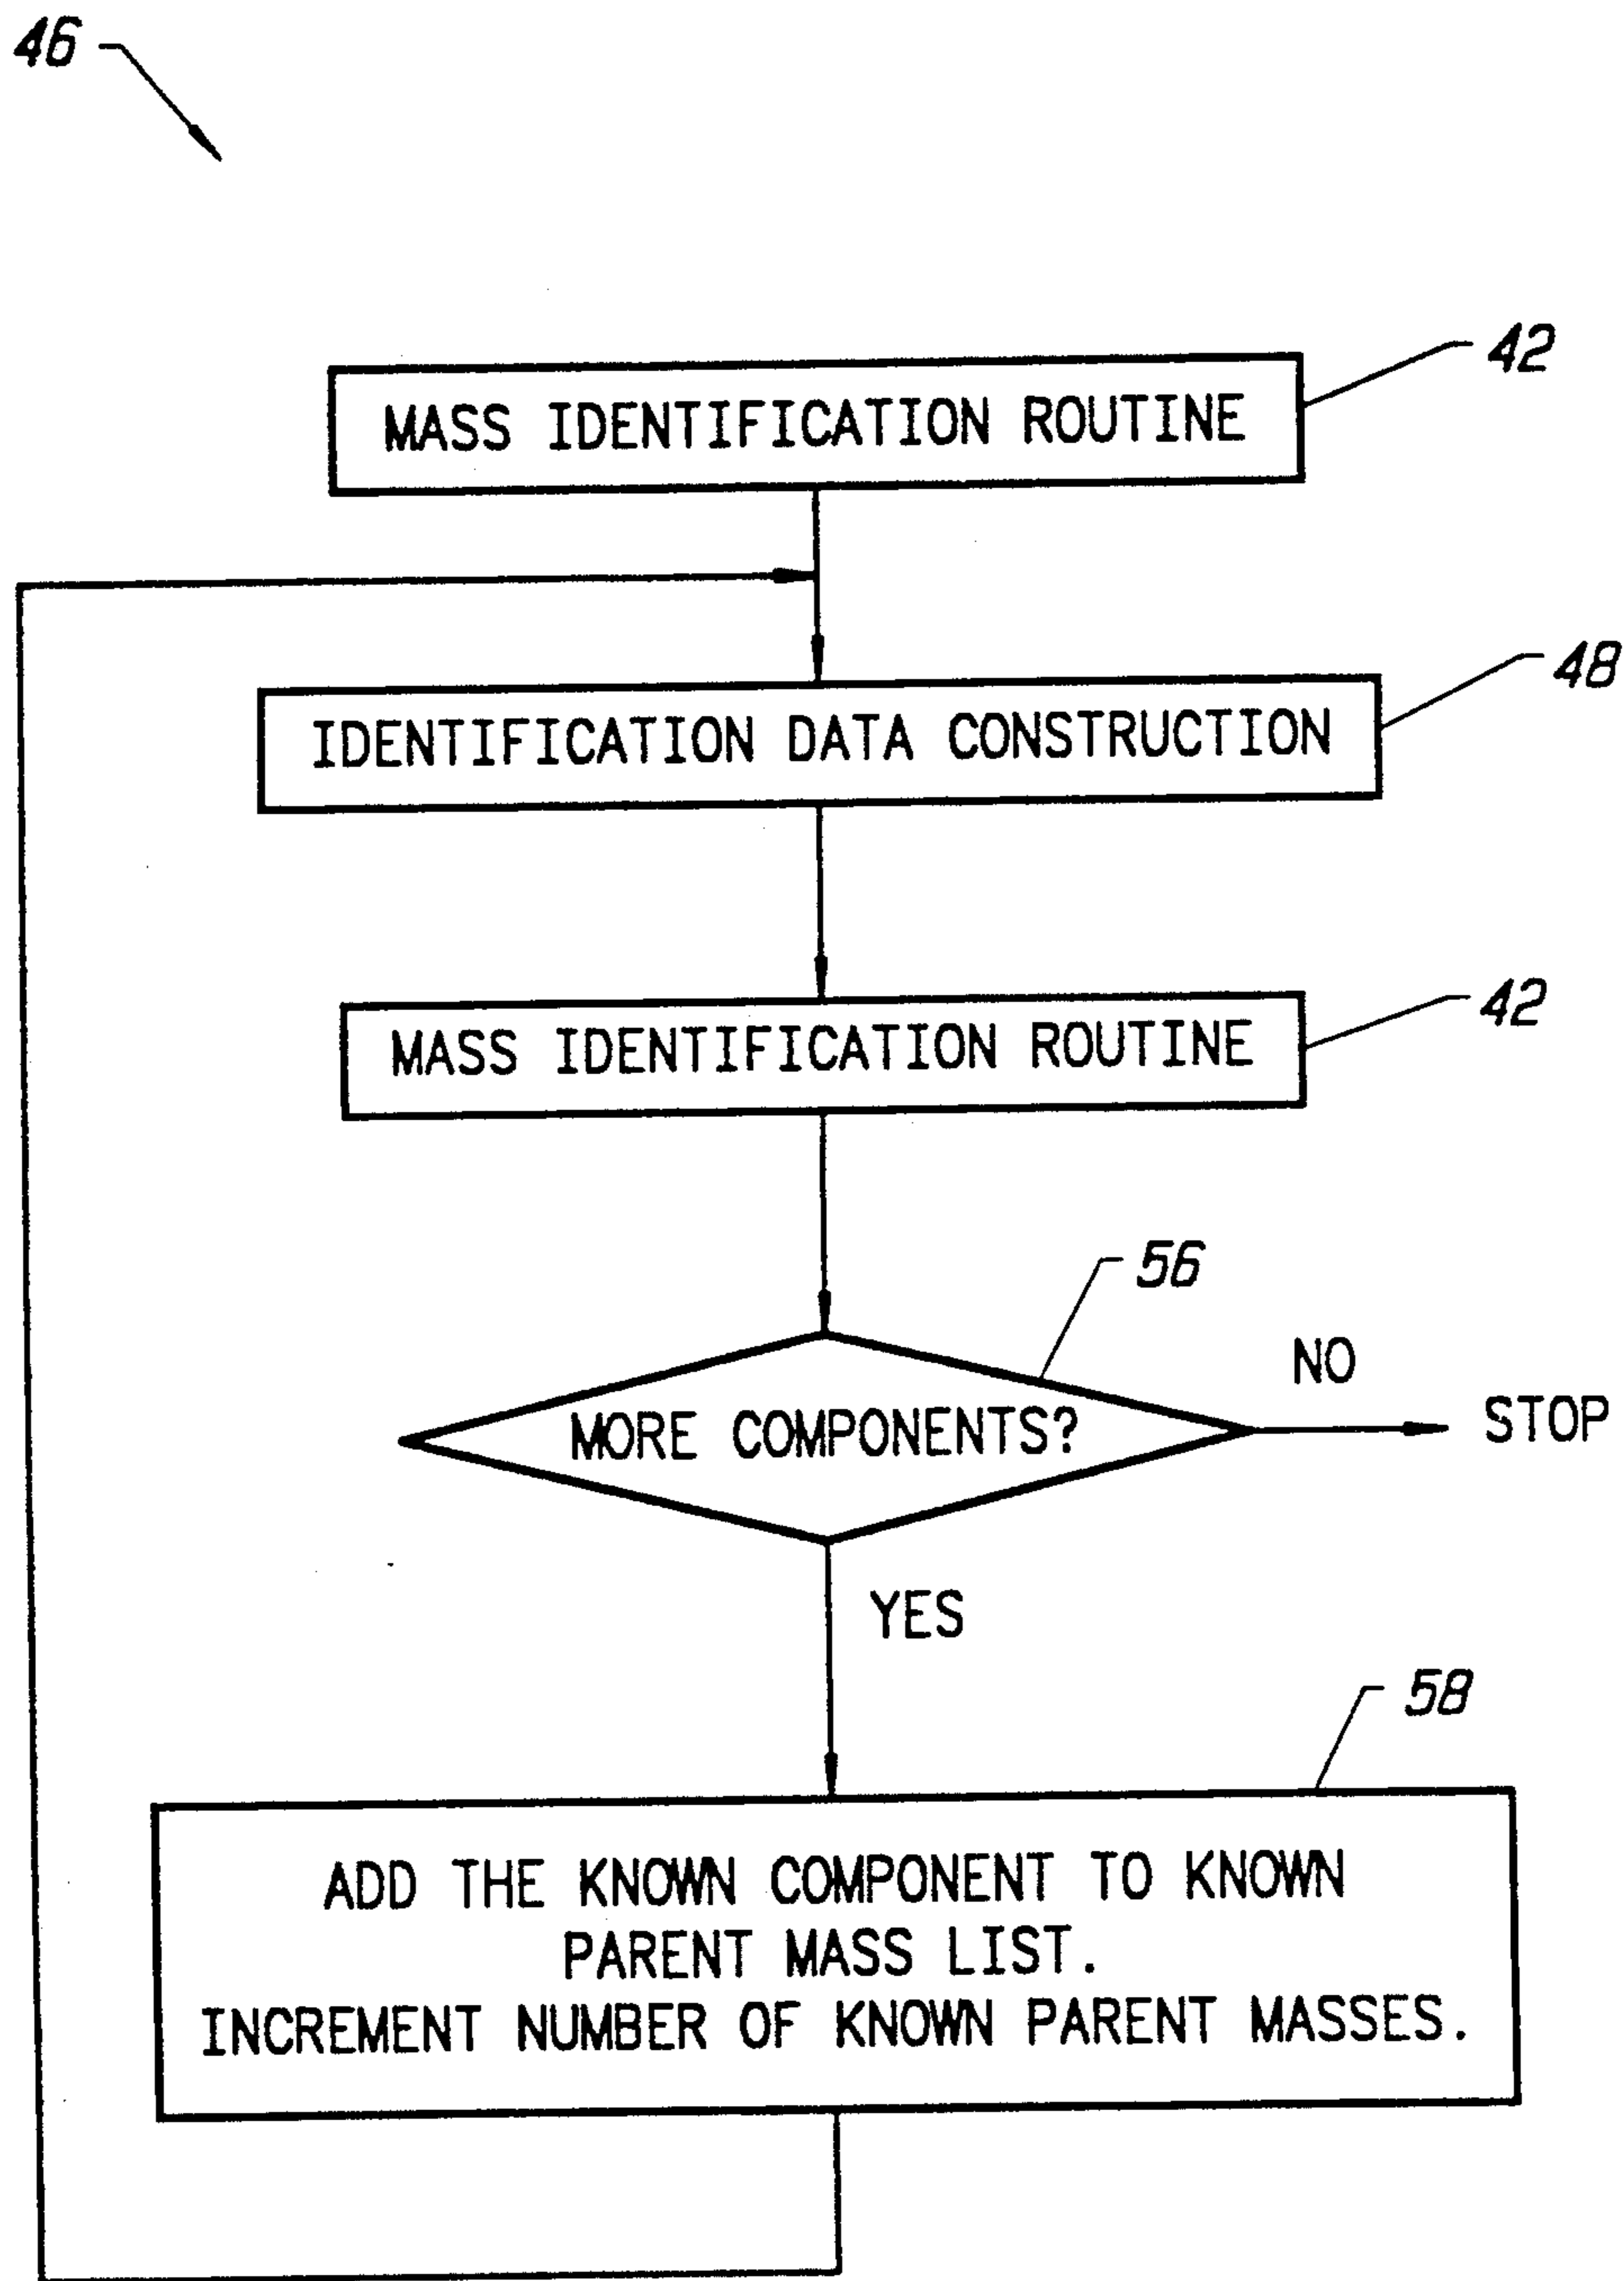 46
42
MASS IDENTIFICATION ROUTINE
48
IDENTIFICATION DATA CONSTRUCTION
42
MASS IDENTIFICATION ROUTINE
56
NO
MORE COMPONENTS?
STOP
YES
58
ADD THE KNOWN COMPONENT TO KNOWN
PARENT MASS LIST.
INCREMENT NUMBER OF KNOWN PARENT MASSES.